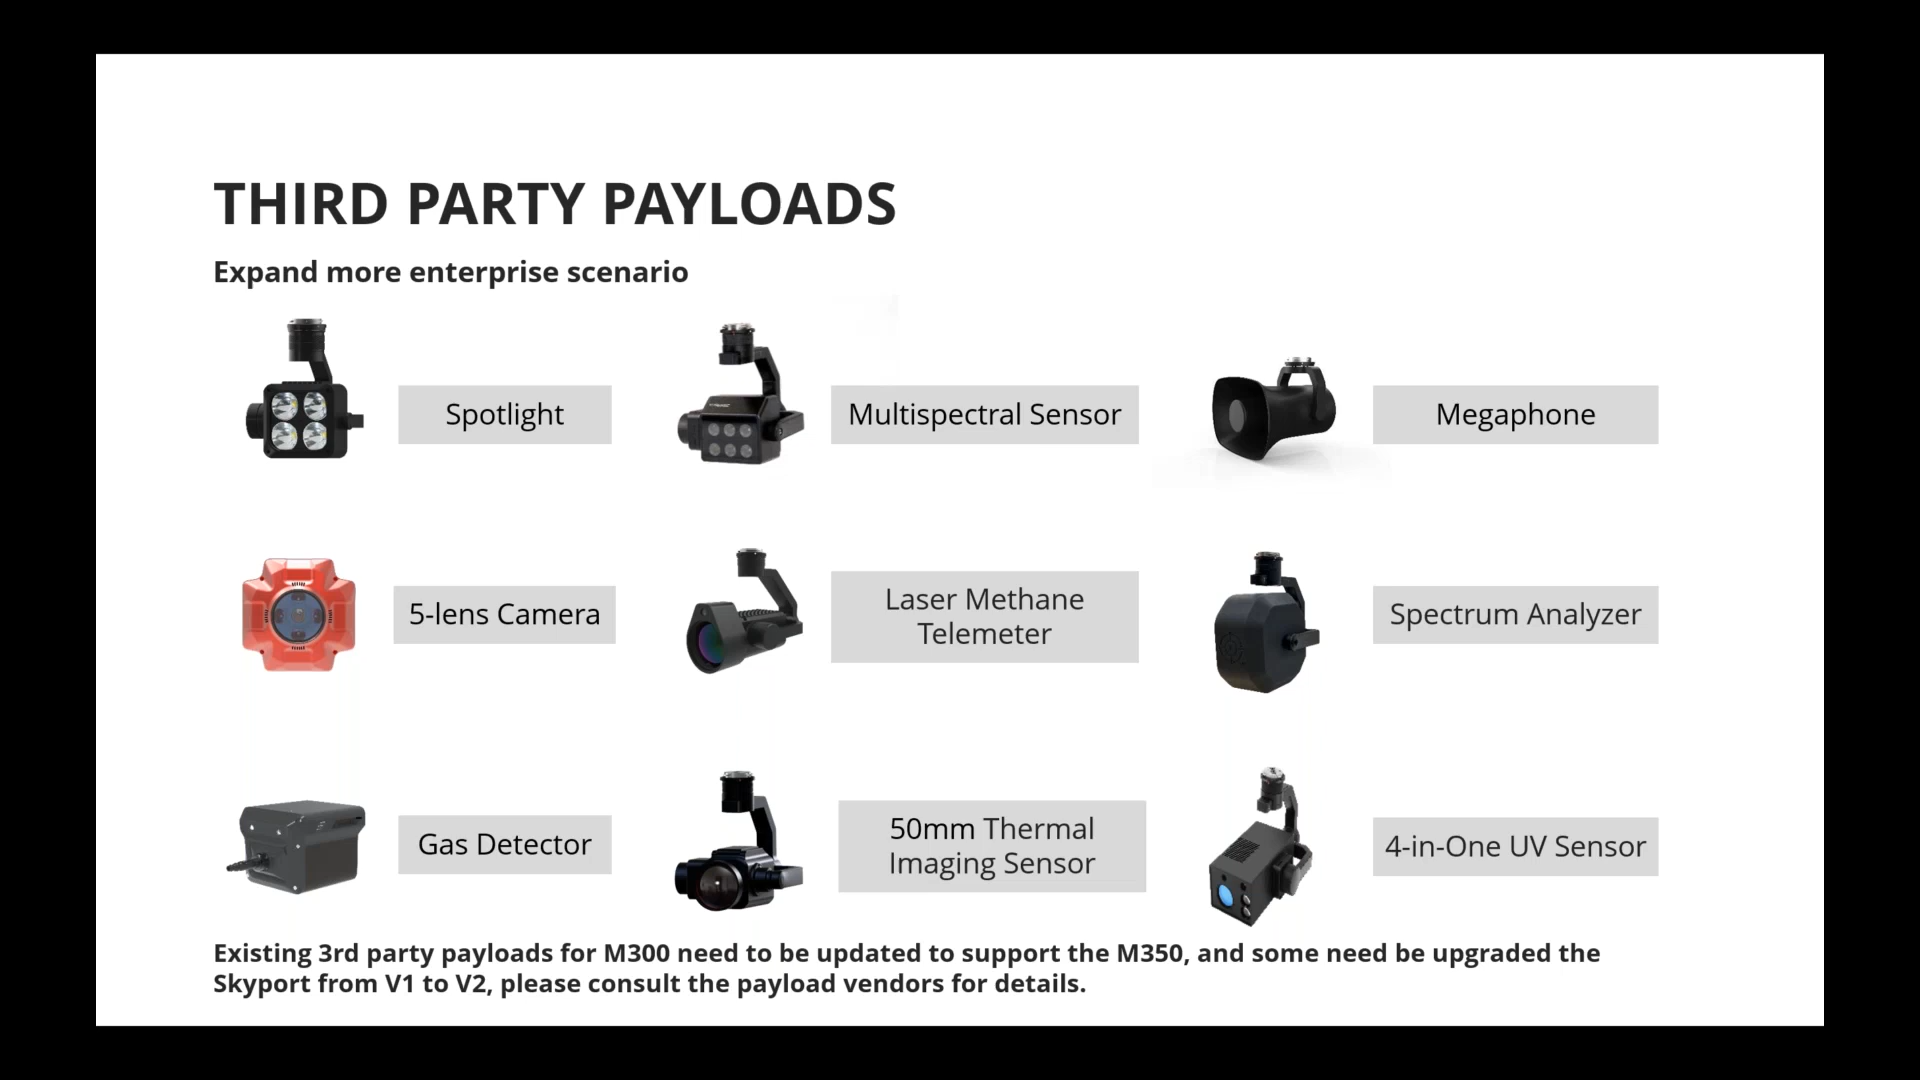 THIRD PARTY PAYLOADS
Expand more enterprise scenario
Spotlight
Multispectral Sensor
Megaphone
5-lens Camera
Laser Methane
Telemeter
Spectrum Analyzer
Gas Detector
50mm Thermal
Imaging Sensor
4-in-One UV Sensor
Existing 3rd party payloads for M300 need to be updated to support the M350, and some need be upgraded the
Skyport from V1 to V2, please consult the payload vendors for details.